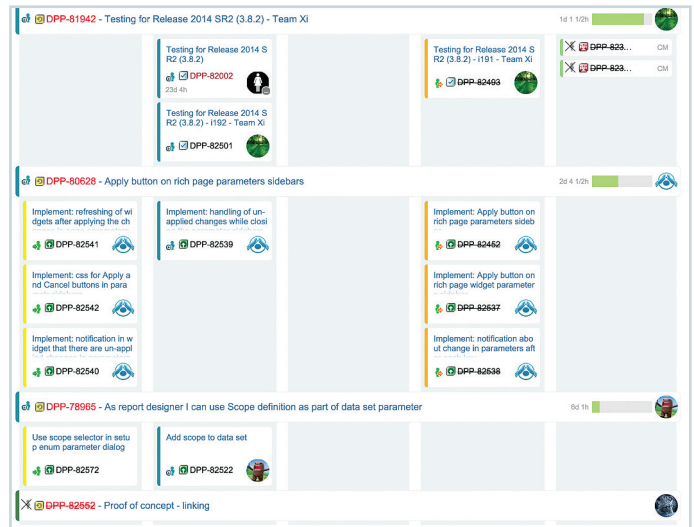 DPP-81942 - Testing for Release 2014 SR2 (3.8.2) - Team Xi
1d 1 1/2h
Testing for Release 2014 S
R2 (3.8.2)
DPP-82002
23d 4h
Testing for Release 2014 S
R2 (3.8.2) - i192 - Team Xi
DPP-82501
Testing for Release 2014 S
R2 (3.8.2) - i191 - Team Xi
DPP-82493
DPP-823... CM
DPP-823... CM
DPP-80628 - Apply button on rich page parameters sidebars
2d 4 1/2h
Implement: refreshing of wi
dgets after applying the ch
DPP-82541
Implement: css for Apply a
nd Cancel buttons in para
DPP-82542
Implement: notification in w
idget that there are un-appl
DPP-82540
Implement: handling of un-
applied changes while closi
DPP-82539
Implement: Apply button on
rich page parameters sideb
DPP-82452
Implement: Apply button on
rich page widget parameter
DPP-82537
Implement: notification abo
ut change in parameters aft
DPP-82538
DPP-78965 - As report designer I can use Scope definition as part of data set parameter
6d 1h
Use scope selector in setu
p enum parameter dialog
DPP-82572
Add scope to data set
DPP-82522
DPP-82552 - Proof of concept - linking